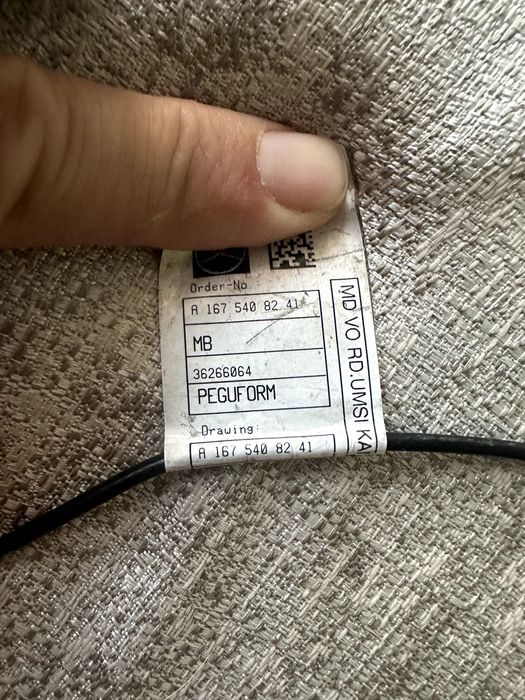 Order-No.:
A 167 540 82 41
MB
36266064
PEGUFORM
Drawing:
A 167 540 82 41
MD VO RD.UMSI KA